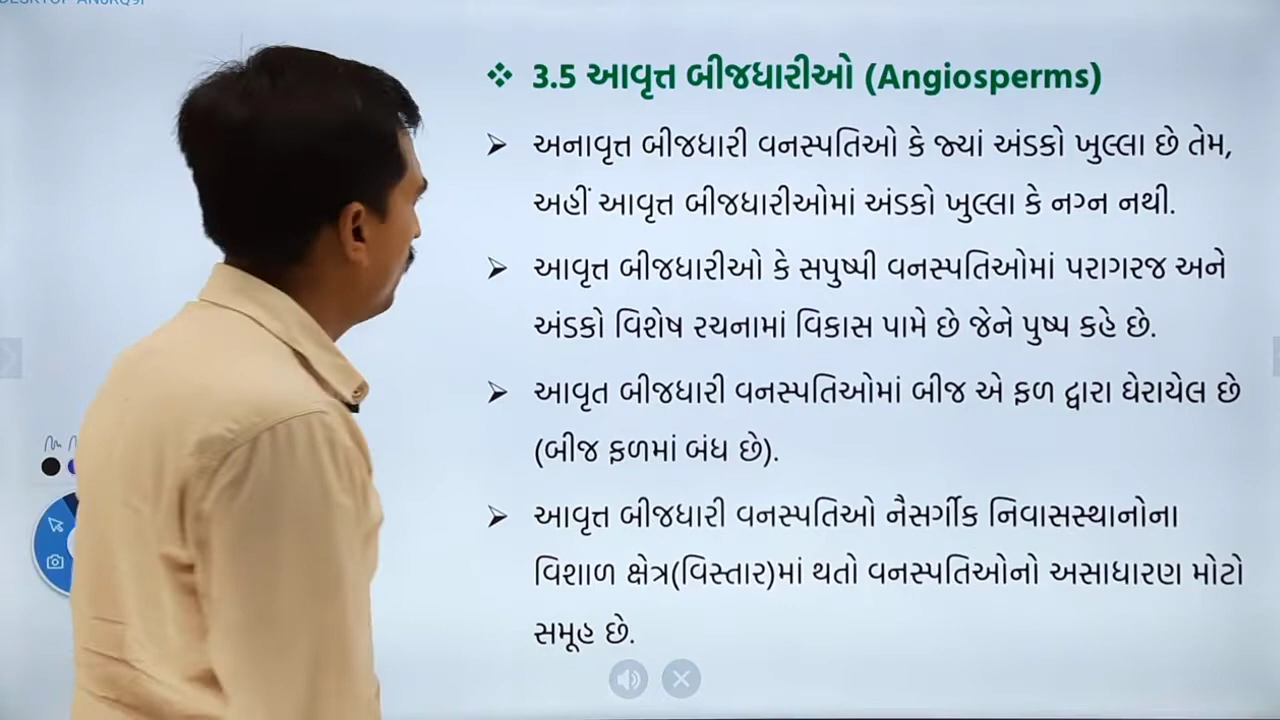 ❖ 3.5 આવૃત્ત બીજધારીઓ (Angiosperms)
➢ અનાવૃત્ત બીજધારી વનસ્પતિઓ કે જ્યાં અંડકો ખુલ્લા છે તેમ,
અહીં આવૃત્ત બીજધારીઓમાં અંડકો ખુલ્લા કે નગ્ન નથી.
➢ આવૃત્ત બીજધારીઓ કે સપુષ્પી વનસ્પતિઓમાં પરાગરજ અને
અંડકો વિશેષ રચનામાં વિકાસ પામે છે જેને પુષ્પ કહે છે.
➢ આવૃત બીજધારી વનસ્પતિઓમાં બીજ એ ફળ દ્વારા ઘેરાયેલ છે
(બીજ ફળમાં બંધ છે).
➢ આવૃત્ત બીજધારી વનસ્પતિઓ નૈસર્ગીક નિવાસસ્થાનોના
વિશાળ ક્ષેત્ર(વિસ્તાર)માં થતો વનસ્પતિઓનો અસાધારણ મોટો
સમૂહ છે.